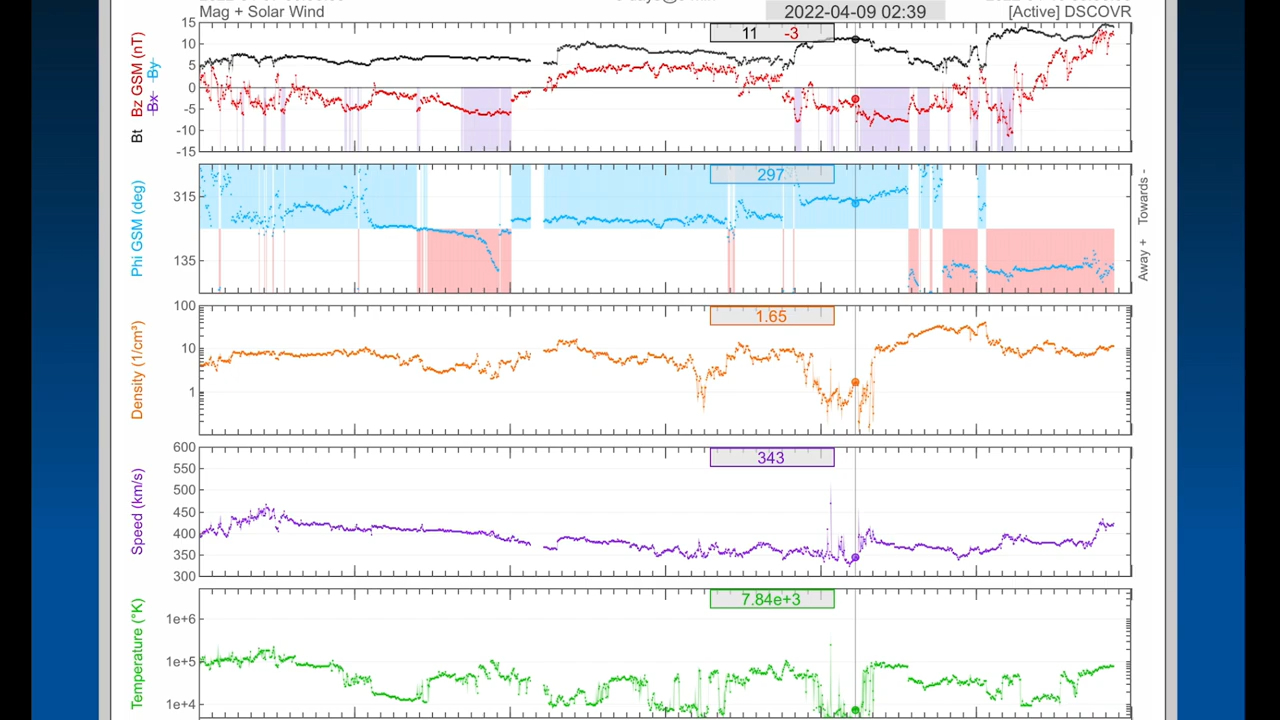 Mag + Solar Wind
2022-04-09 02:39
[Active] DSCOVR
Bt Bz GSM (nT)
Bx By
15
10
5
0
-5
-10
-15
11 -3
Phi GSM (deg)
315
135
297
Away + Towards -
Density (1/cm³)
100
10
1
1.65
Speed (km/s)
600
550
500
450
400
350
300
343
Temperature (°K)
1e+6
1e+5
1e+4
7.84e+3